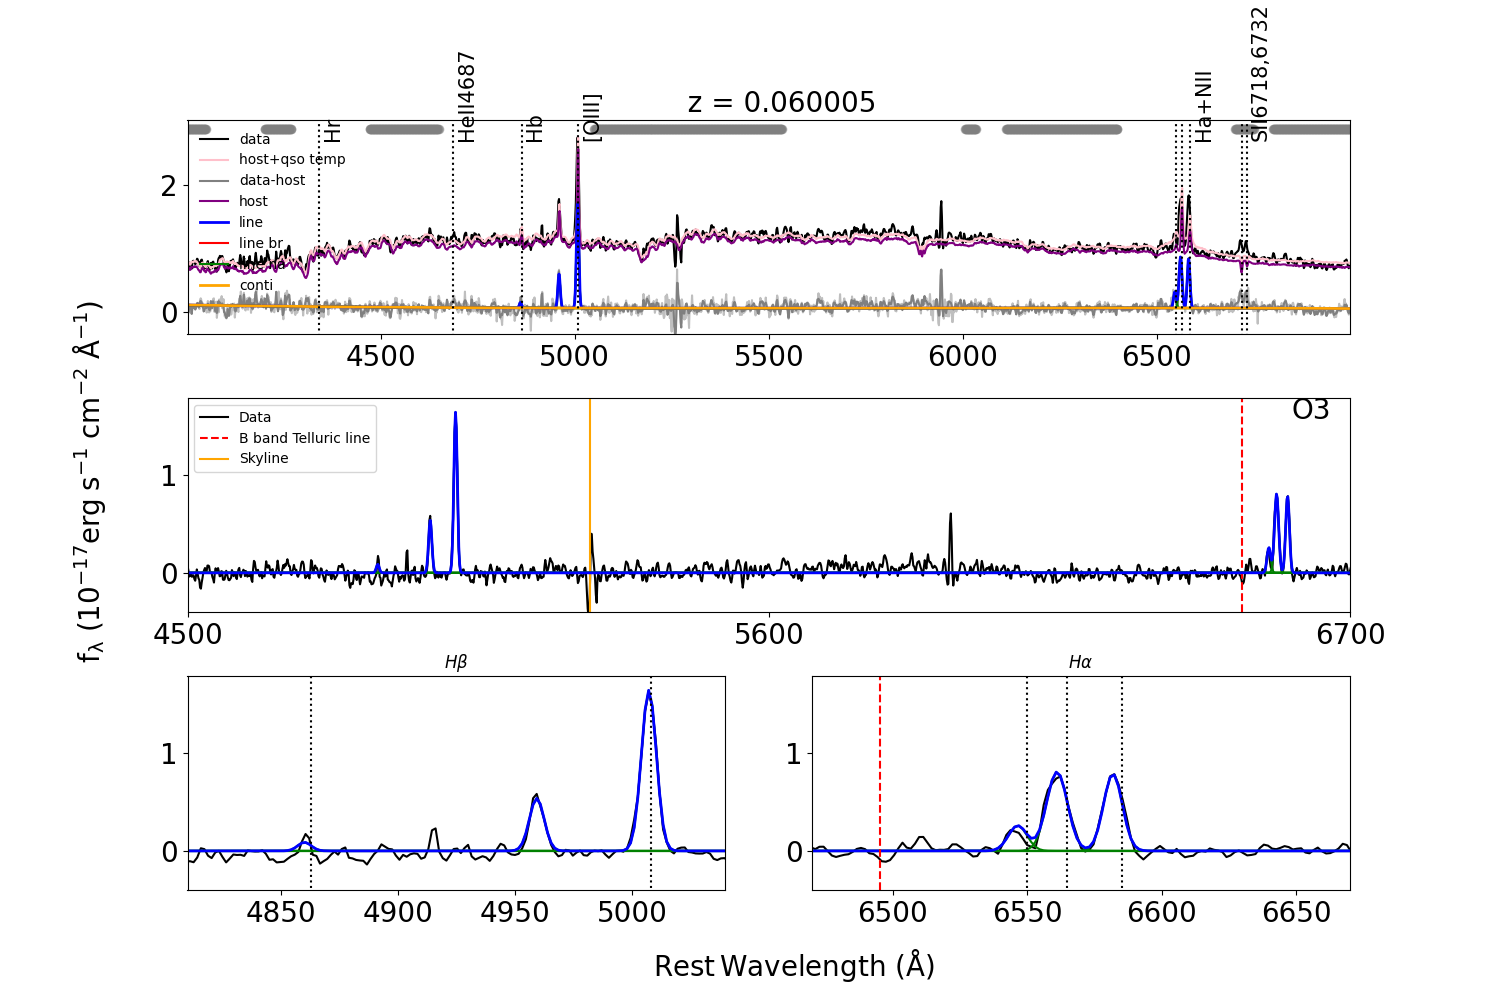 z = 0.060005
Hr
HeII4687
Hb
[OIII]
Ha+NII
SII6718,6732
data
host+qso temp
data-host
host
line
line br
conti
2
0
4500
5000
5500
6000
6500
fλ (10⁻¹⁷erg s⁻¹ cm⁻² Å⁻¹)
O3
Data
B band Telluric line
Skyline
1
0
4500
5600
6700
Hβ
1
0
4850
4900
4950
5000
Hα
1
0
6500
6550
6600
6650
Rest Wavelength (Å)